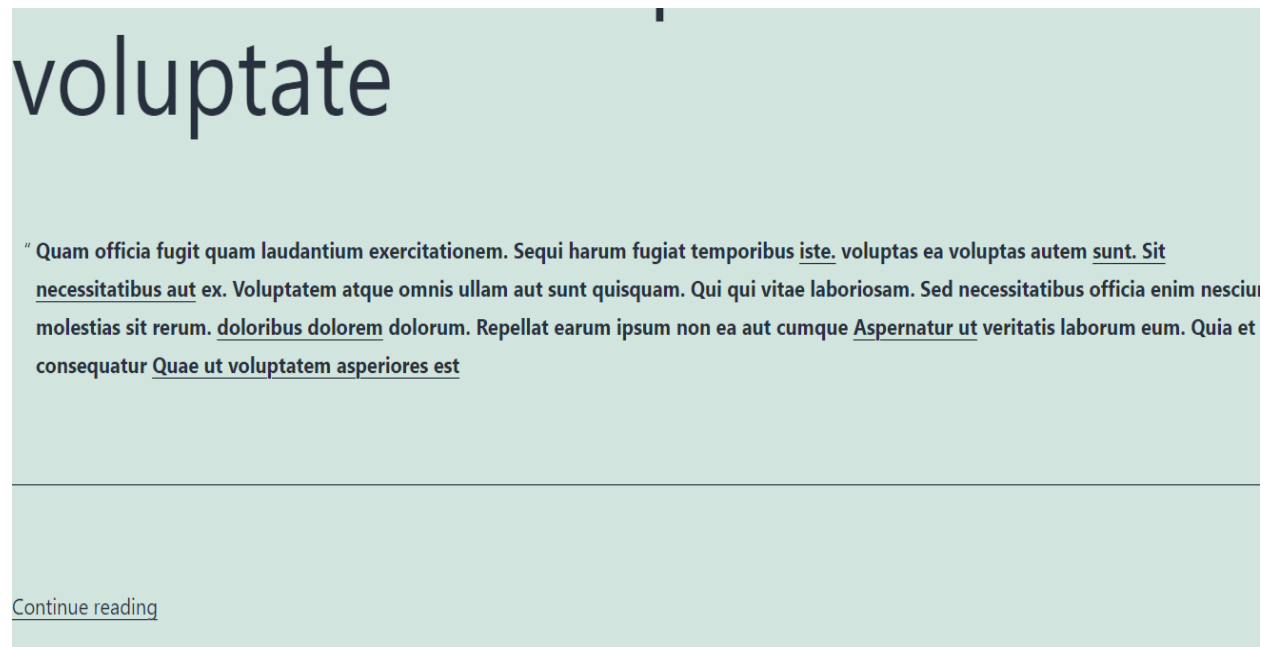 voluptate
“ Quam officia fugit quam laudantium exercitationem. Sequi harum fugiat temporibus iste. voluptas ea voluptas autem sunt. Sit
necessitatibus aut ex. Voluptatem atque omnis ullam aut sunt quisquam. Qui qui vitae laboriosam. Sed necessitatibus officia enim
molestias sit rerum. doloribus dolorem dolorum. Repellat earum ipsum non ea aut cumque Aspernatur ut veritatis laborum eum. Quia et
consequatur Quae ut voluptatem asperiores est
Continue reading